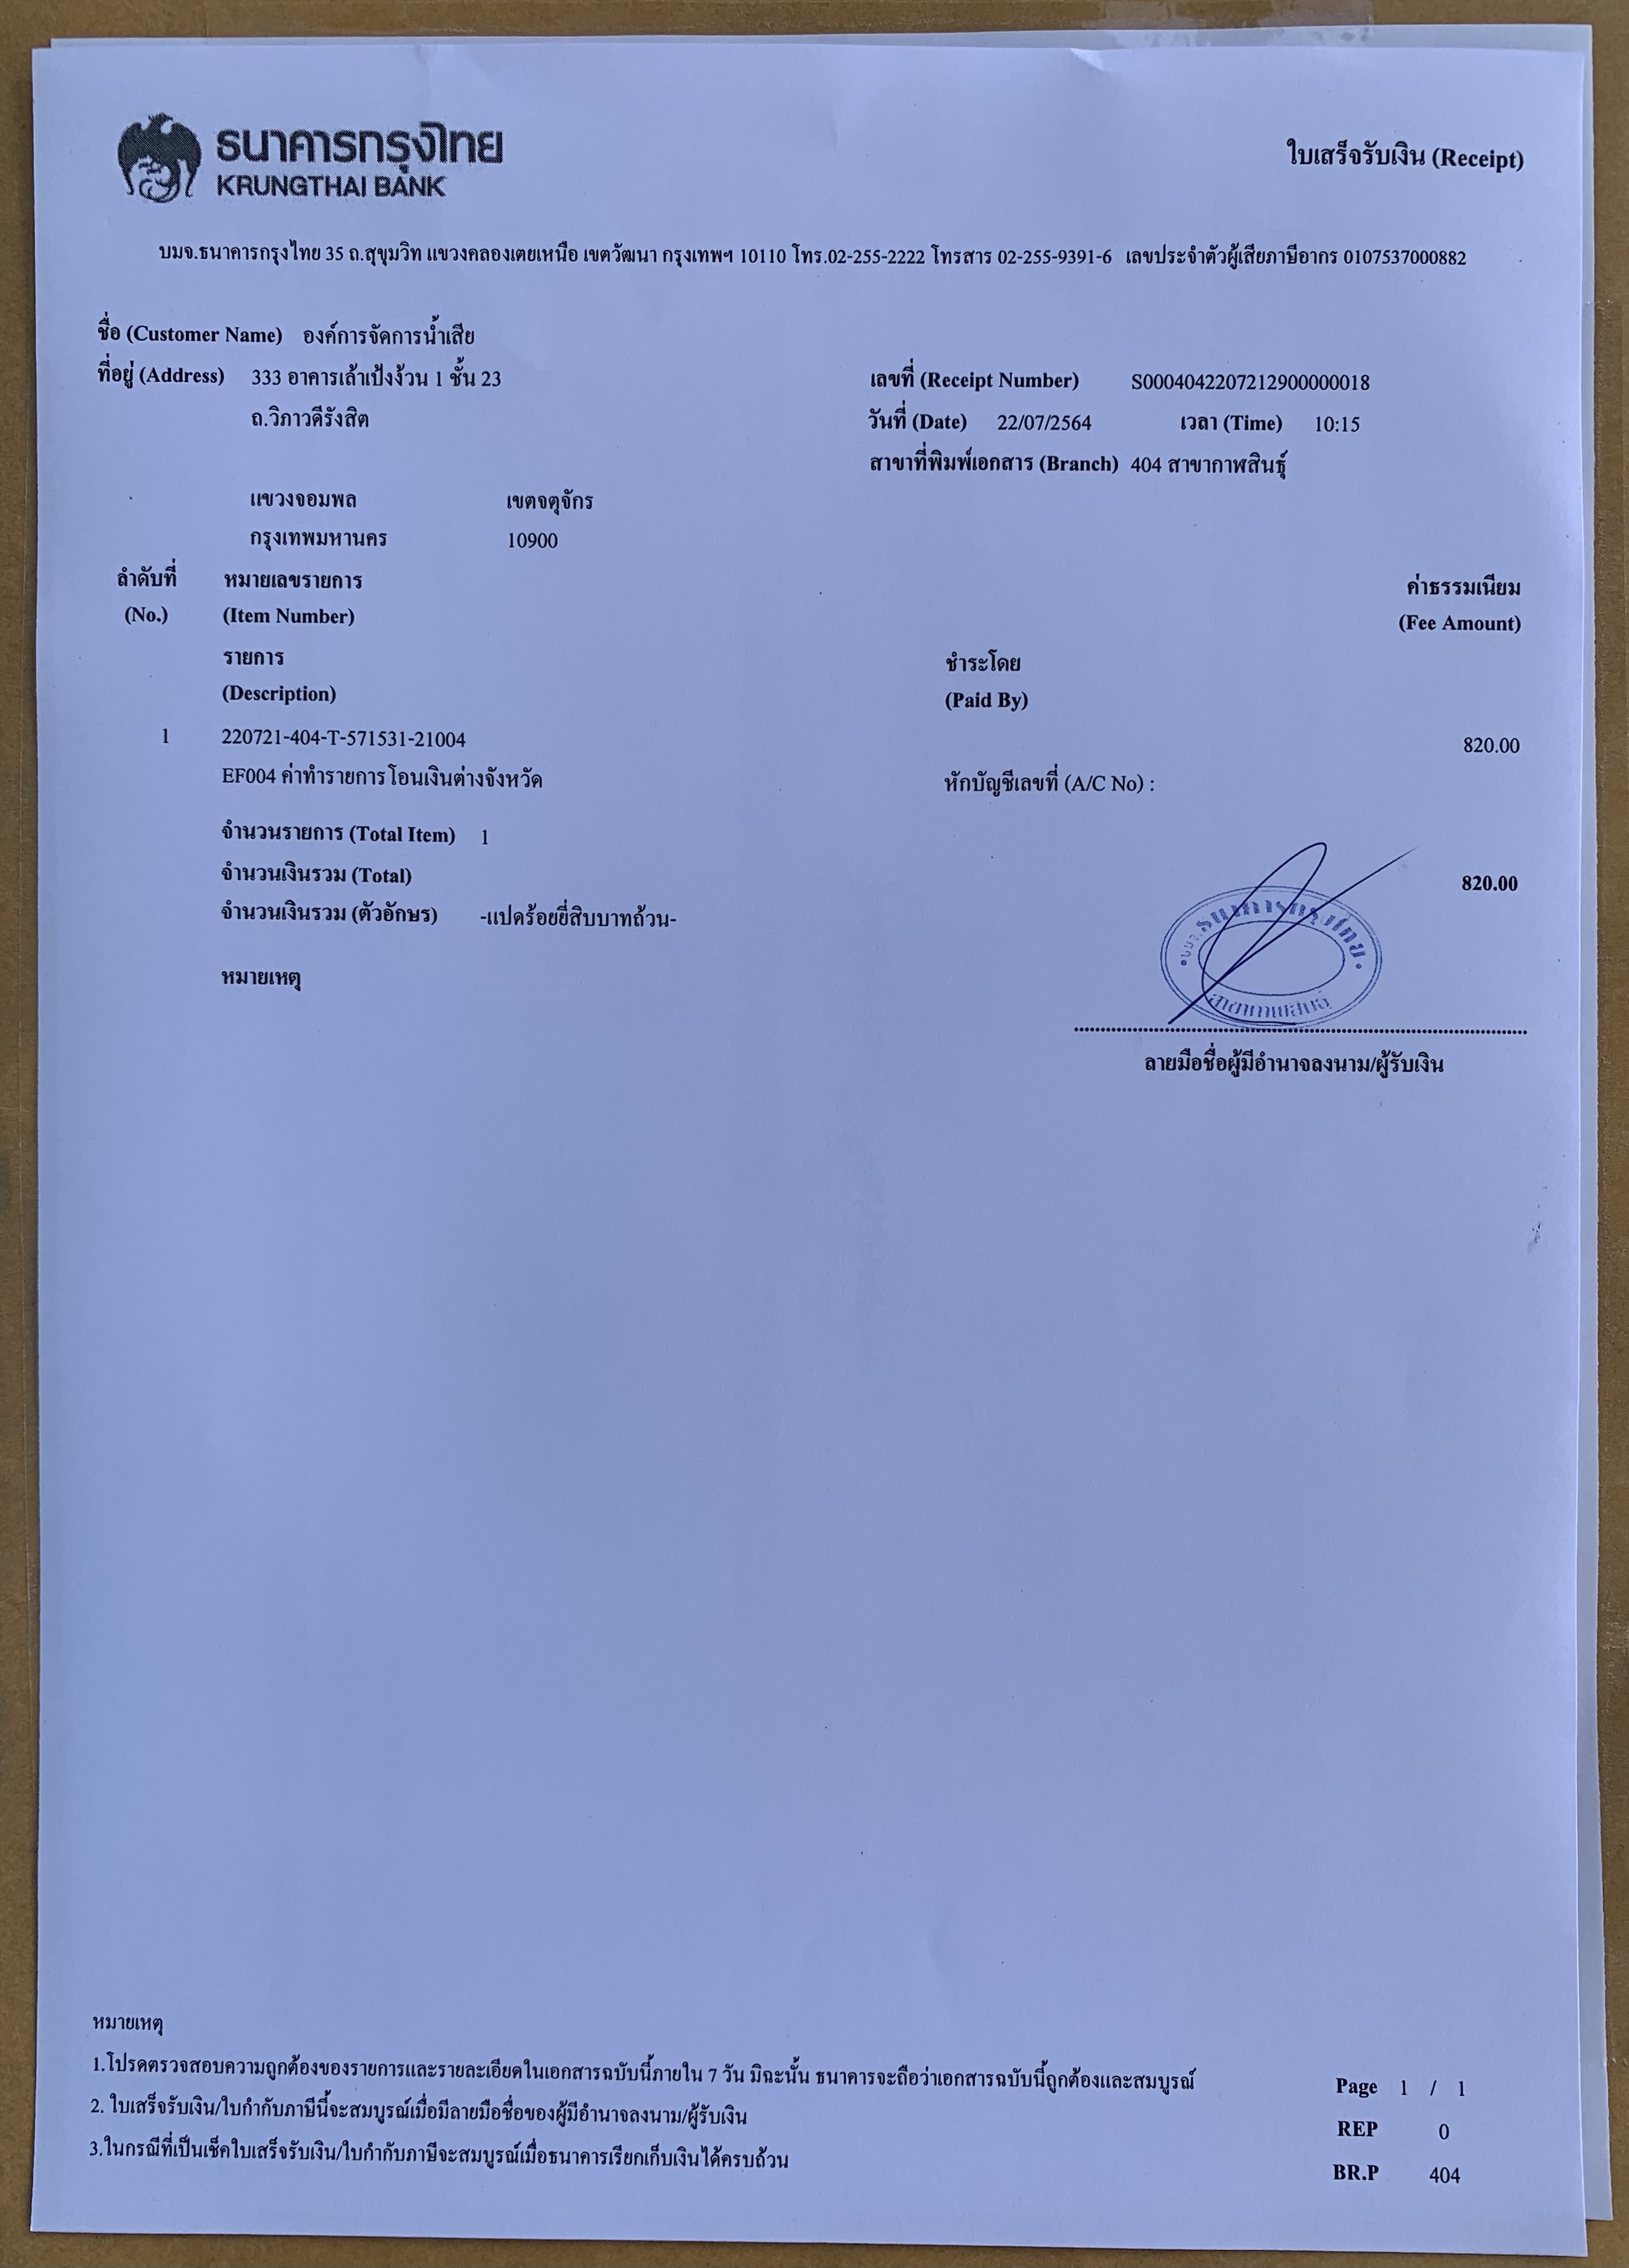 ธนาคารกรุงไทย
KRUNGTHAI BANK
ใบเสร็จรับเงิน (Receipt)
บมจ.ธนาคารกรุงไทย 35 ถ.สุขุมวิท แขวงคลองเตยเหนือ เขตวัฒนา กรุงเทพฯ 10110 โทร.02-255-2222 โทรสาร 02-255-9391-6 เลขประจำตัวผู้เสียภาษีอากร 0107537000882
ชื่อ (Customer Name) องค์การจัดการน้ำเสีย
ที่อยู่ (Address) 333 อาคารเล้าเป้งง้วน 1 ชั้น 23
เลขที่ (Receipt Number) S0004042207212900000018
ถ.วิภาวดีรังสิต
วันที่ (Date) 22/07/2564 เวลา (Time) 10:15
สาขาที่พิมพ์เอกสาร (Branch) 404 สาขากาฬสินธุ์
แขวงจอมพล เขตจตุจักร
กรุงเทพมหานคร 10900
ลำดับที่ หมายเลขรายการ ค่าธรรมเนียม
(No.) (Item Number) (Fee Amount)
รายการ ชำระโดย
(Description) (Paid By)
1 220721-404-T-571531-21004 820.00
EF004 ค่าทำรายการโอนเงินต่างจังหวัด หักบัญชีเลขที่ (A/C No) :
จำนวนรายการ (Total Item) 1
จำนวนเงินรวม (Total) 820.00
จำนวนเงินรวม (ตัวอักษร) -แปดร้อยยี่สิบบาทถ้วน-
บมจ.ธนาคารกรุงไทย
สาขากาฬสินธุ์
หมายเหตุ
ลายมือชื่อผู้มีอำนาจลงนาม/ผู้รับเงิน
หมายเหตุ
1.โปรดตรวจสอบความถูกต้องของรายการและรายละเอียดในเอกสารฉบับนี้ภายใน 7 วัน มิฉะนั้น ธนาคารจะถือว่าเอกสารฉบับนี้ถูกต้องและสมบูรณ์
2. ใบเสร็จรับเงิน/ใบกำกับภาษีนี้จะสมบูรณ์เมื่อมีลายมือชื่อของผู้มีอำนาจลงนาม/ผู้รับเงิน
3.ในกรณีที่เป็นเช็คใบเสร็จรับเงิน/ใบกำกับภาษีจะสมบูรณ์เมื่อธนาคารเรียกเก็บเงินได้ครบถ้วน
Page 1 / 1
REP 0
BR.P 404